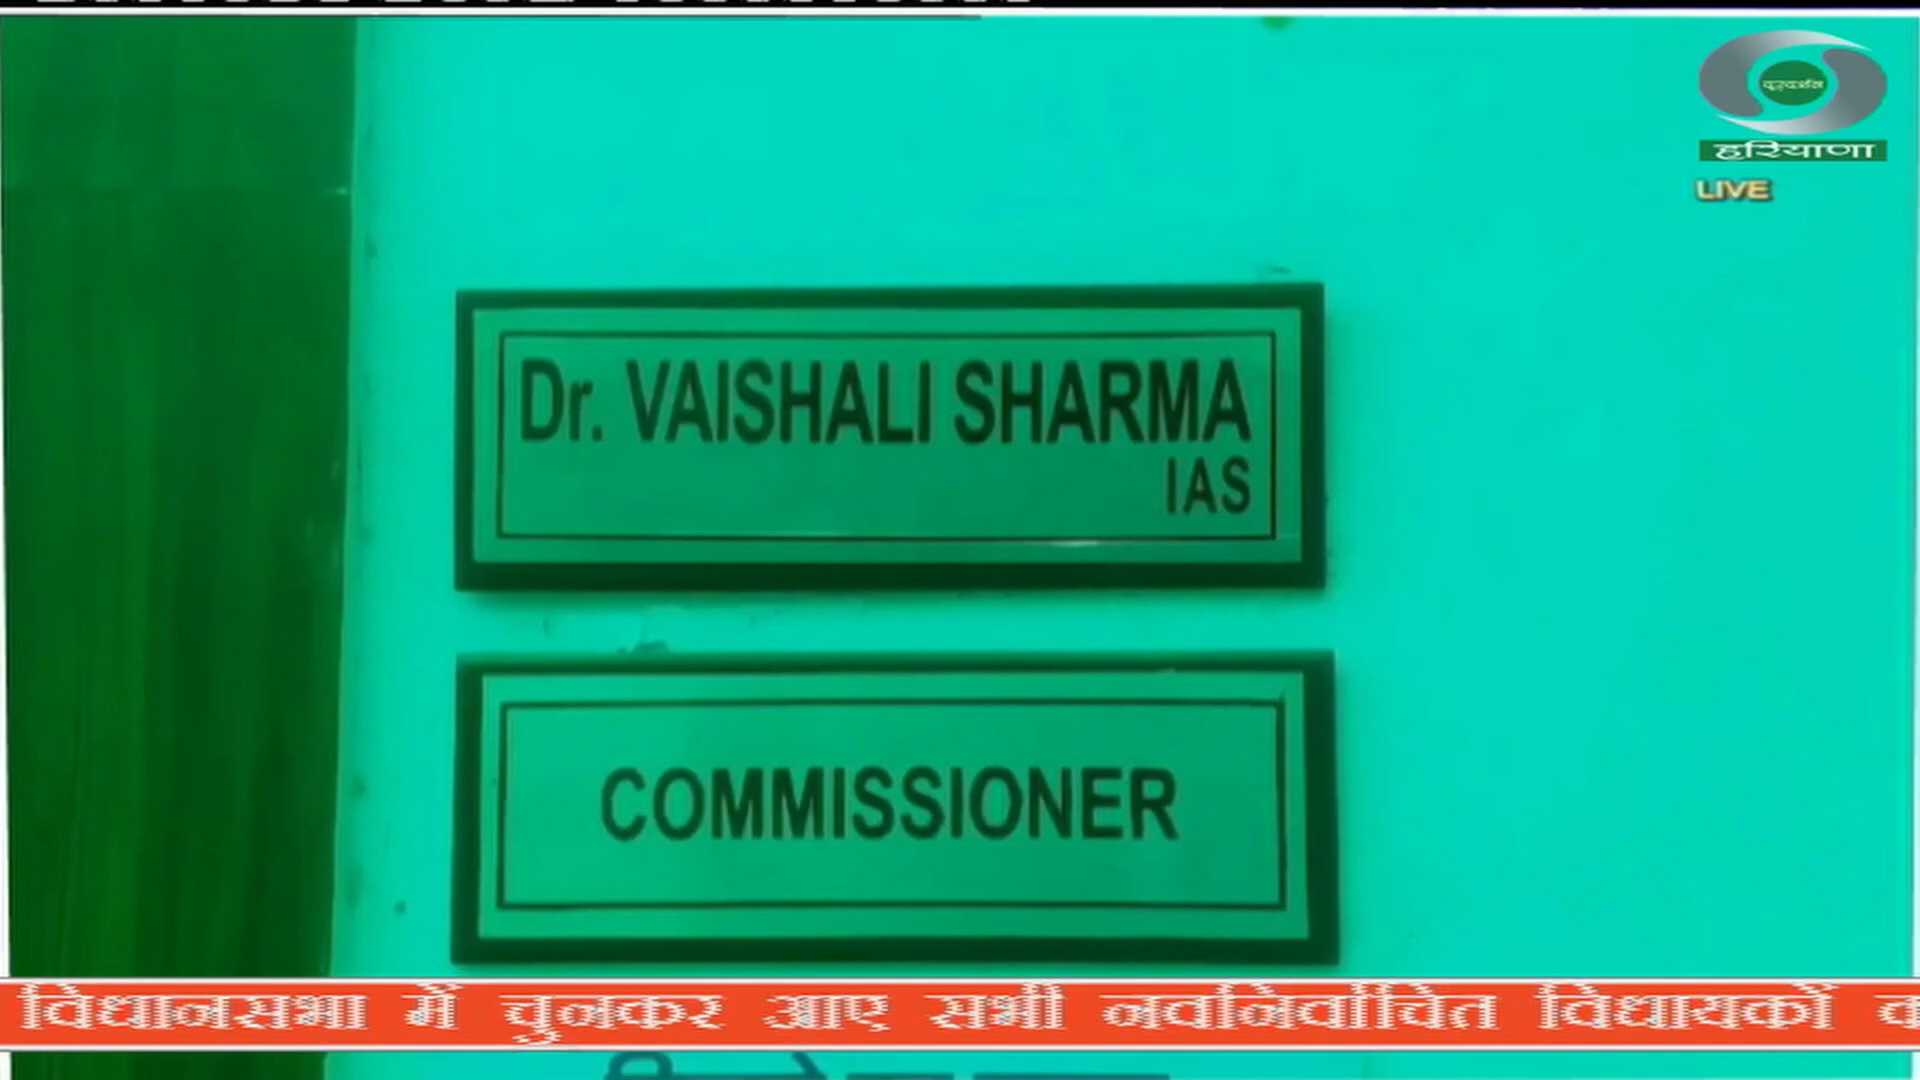 दूरदर्शन
हरियाणा
LIVE
Dr. VAISHALI SHARMA
IAS
COMMISSIONER
विधानसभा में चुनकर आए सभी नवनिर्वाचित विधायकों